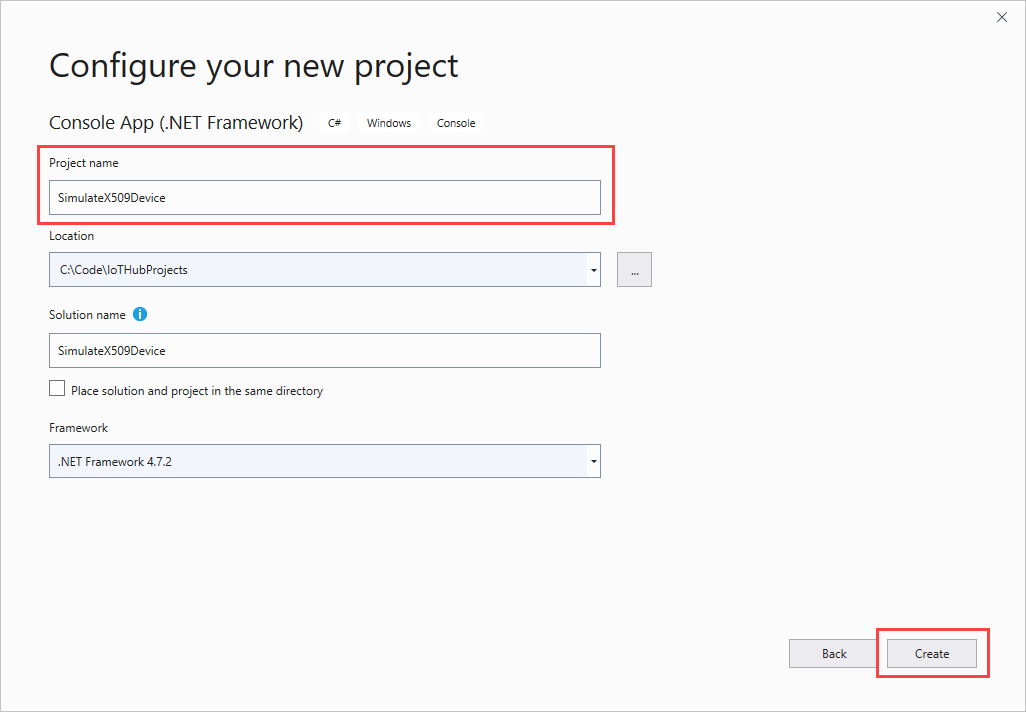 Configure your new project
Console App (.NET Framework) C# Windows Console
Project name
SimulateX509Device
Location
C:\Code\IoTHubProjects
...
Solution name
SimulateX509Device
Place solution and project in the same directory
Framework
.NET Framework 4.7.2
Back Create